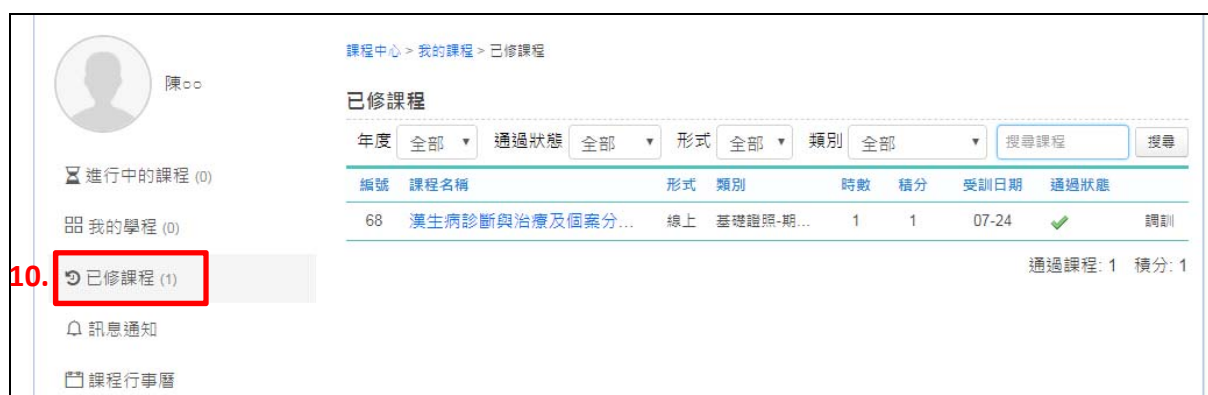 陳○○
課程中心 > 我的課程 > 已修課程
已修課程
年度 全部 通過狀態 全部 形式 全部 類別 全部 搜尋課程 搜尋
編號 課程名稱 形式 類別 時數 積分 受訓日期 通過狀態
68 漢生病診斷與治療及個案分... 線上 基礎證照-期... 1 1 07-24 調訓
通過課程: 1 積分: 1
進行中的課程 (0)
我的學程 (0)
10. 已修課程 (1)
訊息通知
課程行事曆